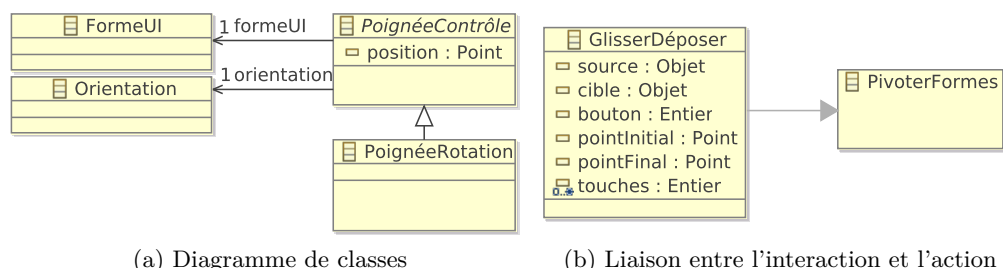 FormeUI
1 formeUI
PoignéeContrôle
position : Point
Orientation
1 orientation
PoignéeRotation
GlisserDéposer
source : Objet
cible : Objet
bouton : Entier
pointInitial : Point
pointFinal : Point
0..*
touches : Entier
PivoterFormes
(a) Diagramme de classes
(b) Liaison entre l'interaction et l'action